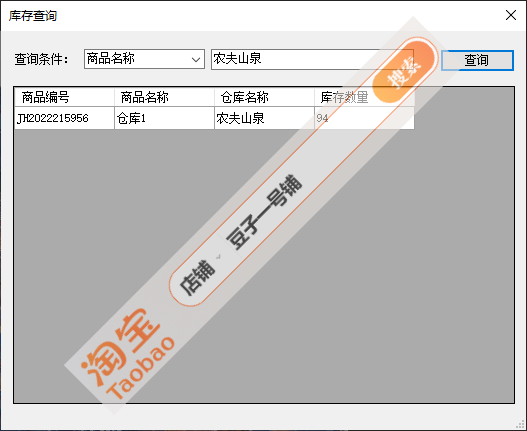 库存查询
查询条件： 商品名称 农夫山泉 查询
商品编号 商品名称 仓库名称 库存数量
JH2022215956 仓库1 农夫山泉 94
搜索
店铺 豆子一号铺
淘宝
Taobao